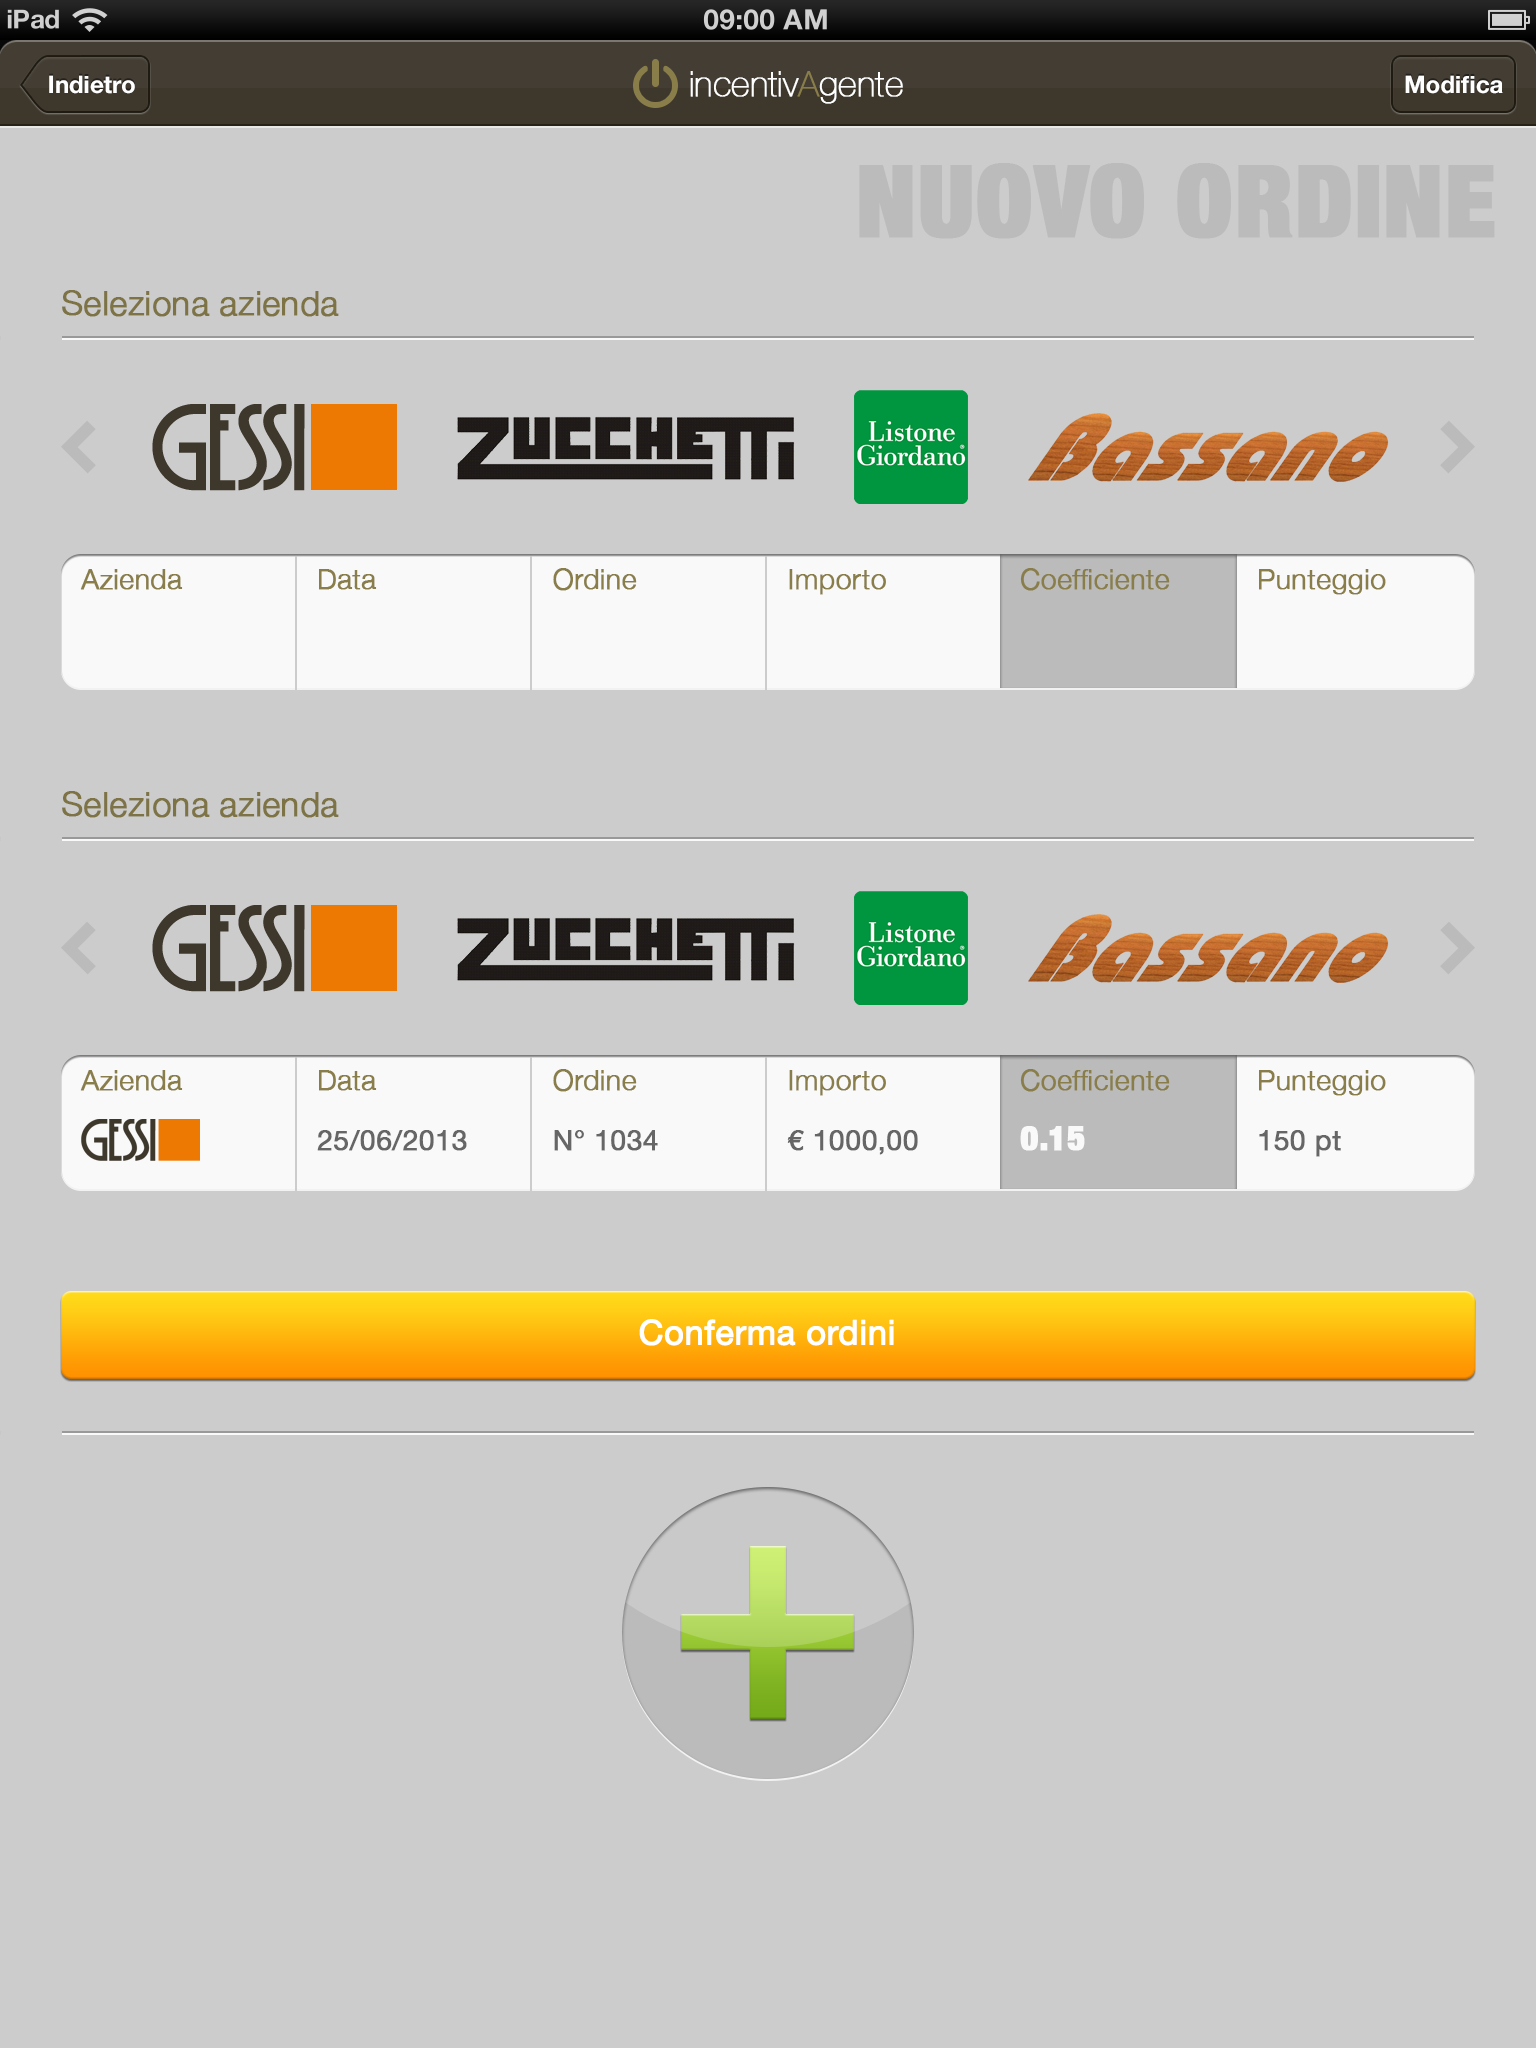 iPad
09:00 AM
Indietro
incentivAgente
Modifica
NUOVO ORDINE
Seleziona azienda
GESSI
ZUCCHETTI
Listone
Giordano®
Bassano
Azienda
Data
Ordine
Importo
Coefficiente
Punteggio
Seleziona azienda
GESSI
ZUCCHETTI
Listone
Giordano®
Bassano
Azienda
Data
Ordine
Importo
Coefficiente
Punteggio
GESSI
25/06/2013
N° 1034
€ 1000,00
0.15
150 pt
Conferma ordini